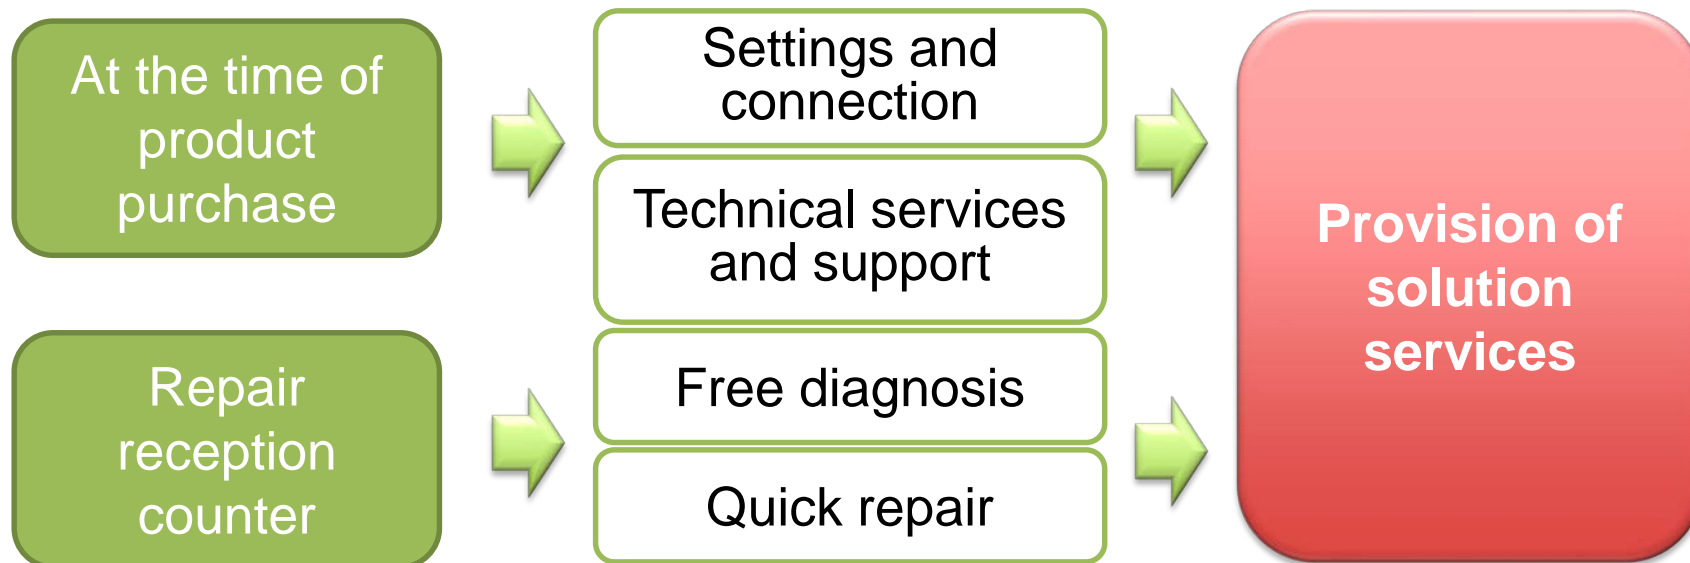 At the time of
product
purchase
Settings and
connection
Technical services
and support
Repair
reception
counter
Free diagnosis
Quick repair
Provision of
solution
services